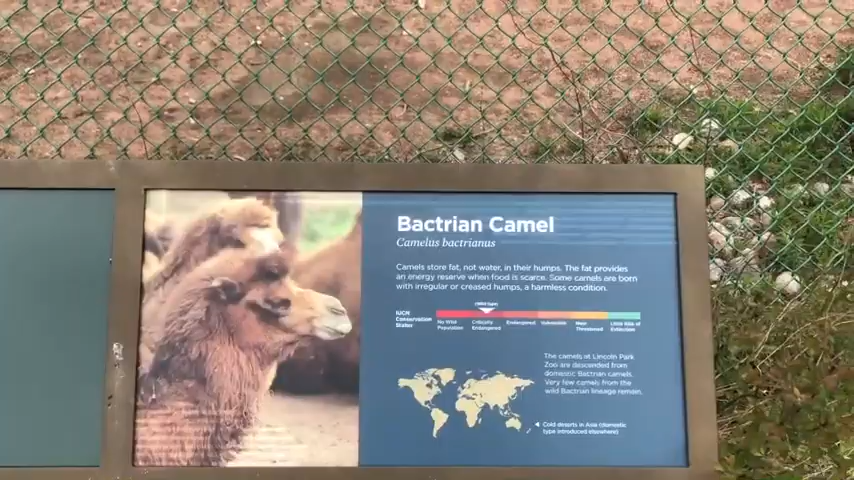 Bactrian Camel
Camelus bactrianus
Camels store fat, not water, in their humps. The fat provides
an energy reserve when food is scarce. Some camels are born
with irregular or creased humps, a harmless condition.
(Wild type)
IUCN
Conservation
Status
No Wild
Population
Critically
Endangered
Endangered
Vulnerable
Near
Threatened
Little Risk of
Extinction
The camels at Lincoln Park
Zoo are descended from
domestic Bactrian camels.
Very few camels from the
wild Bactrian lineage remain.
Cold deserts in Asia (domestic
type introduced elsewhere)